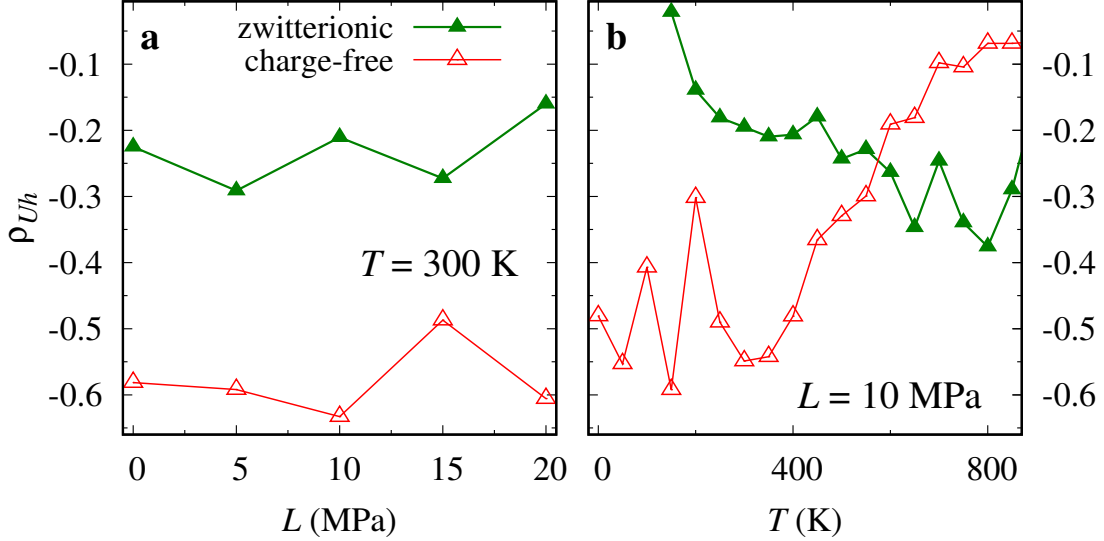 a
zwitterionic
charge-free
b
-0.1
-0.2
-0.3
-0.4
-0.5
-0.6
ρUh
T = 300 K
0
5
10
15
20
L (MPa)
L = 10 MPa
0
400
800
T (K)
-0.1
-0.2
-0.3
-0.4
-0.5
-0.6